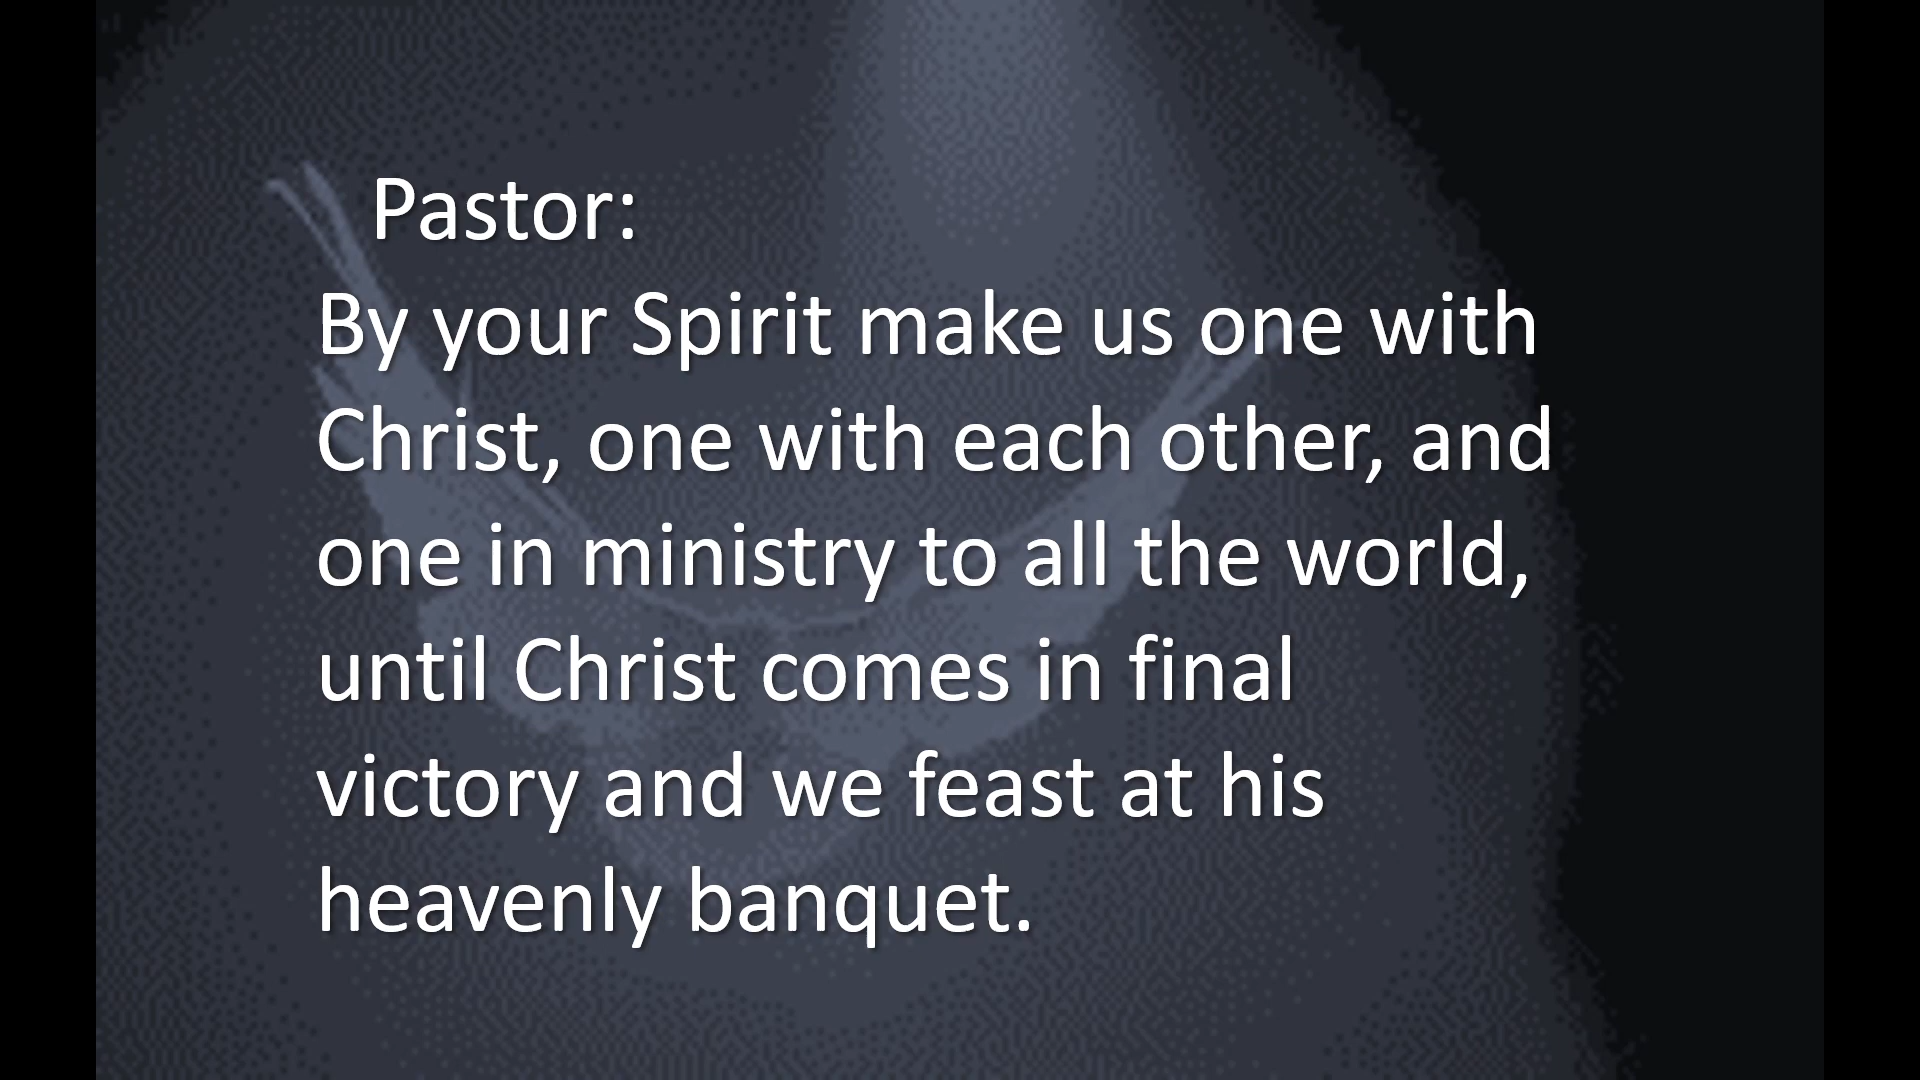 Pastor:
By your Spirit make us one with
Christ, one with each other, and
one in ministry to all the world,
until Christ comes in final
victory and we feast at his
heavenly banquet.